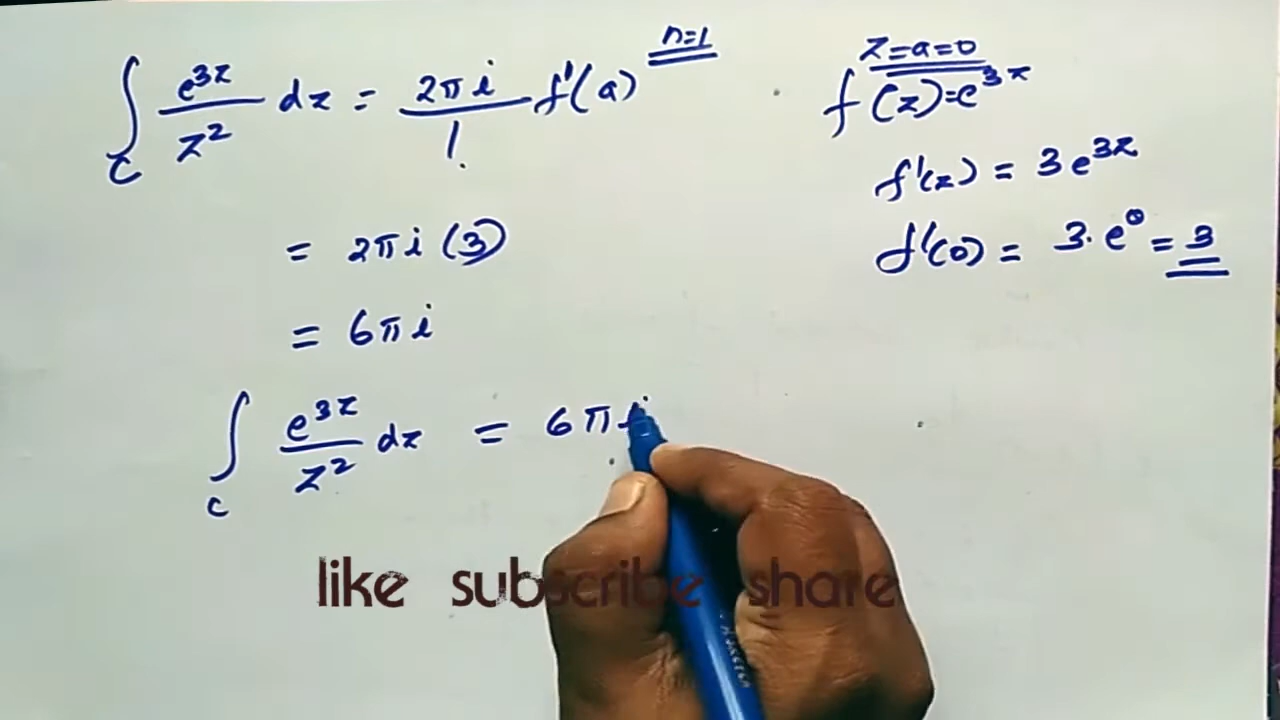 ∫_C e^{3z}/z^2 dz = 2πi/1! f'(a) n=1
= 2πi (3)
= 6πi
∫_C e^{3z}/z^2 dz = 6πi
z=a=0
f(z)=e^{3z}
f'(z) = 3e^{3z}
f'(0) = 3·e^0 = 3
like subscribe share